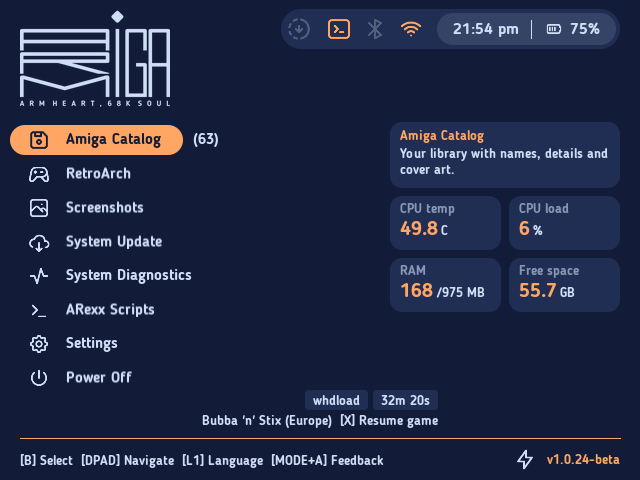 ARMIGA
ARM HEART, 68K SOUL
21:54 pm 75%
Amiga Catalog (63)
RetroArch
Screenshots
System Update
System Diagnostics
ARexx Scripts
Settings
Power Off
Amiga Catalog
Your library with names, details and
cover art.
CPU temp
49.8 C
CPU load
6 %
RAM
168 /975 MB
Free space
55.7 GB
whdload 32m 20s
Bubba 'n' Stix (Europe) [X] Resume game
[B] Select [DPAD] Navigate [L1] Language [MODE+A] Feedback
v1.0.24-beta